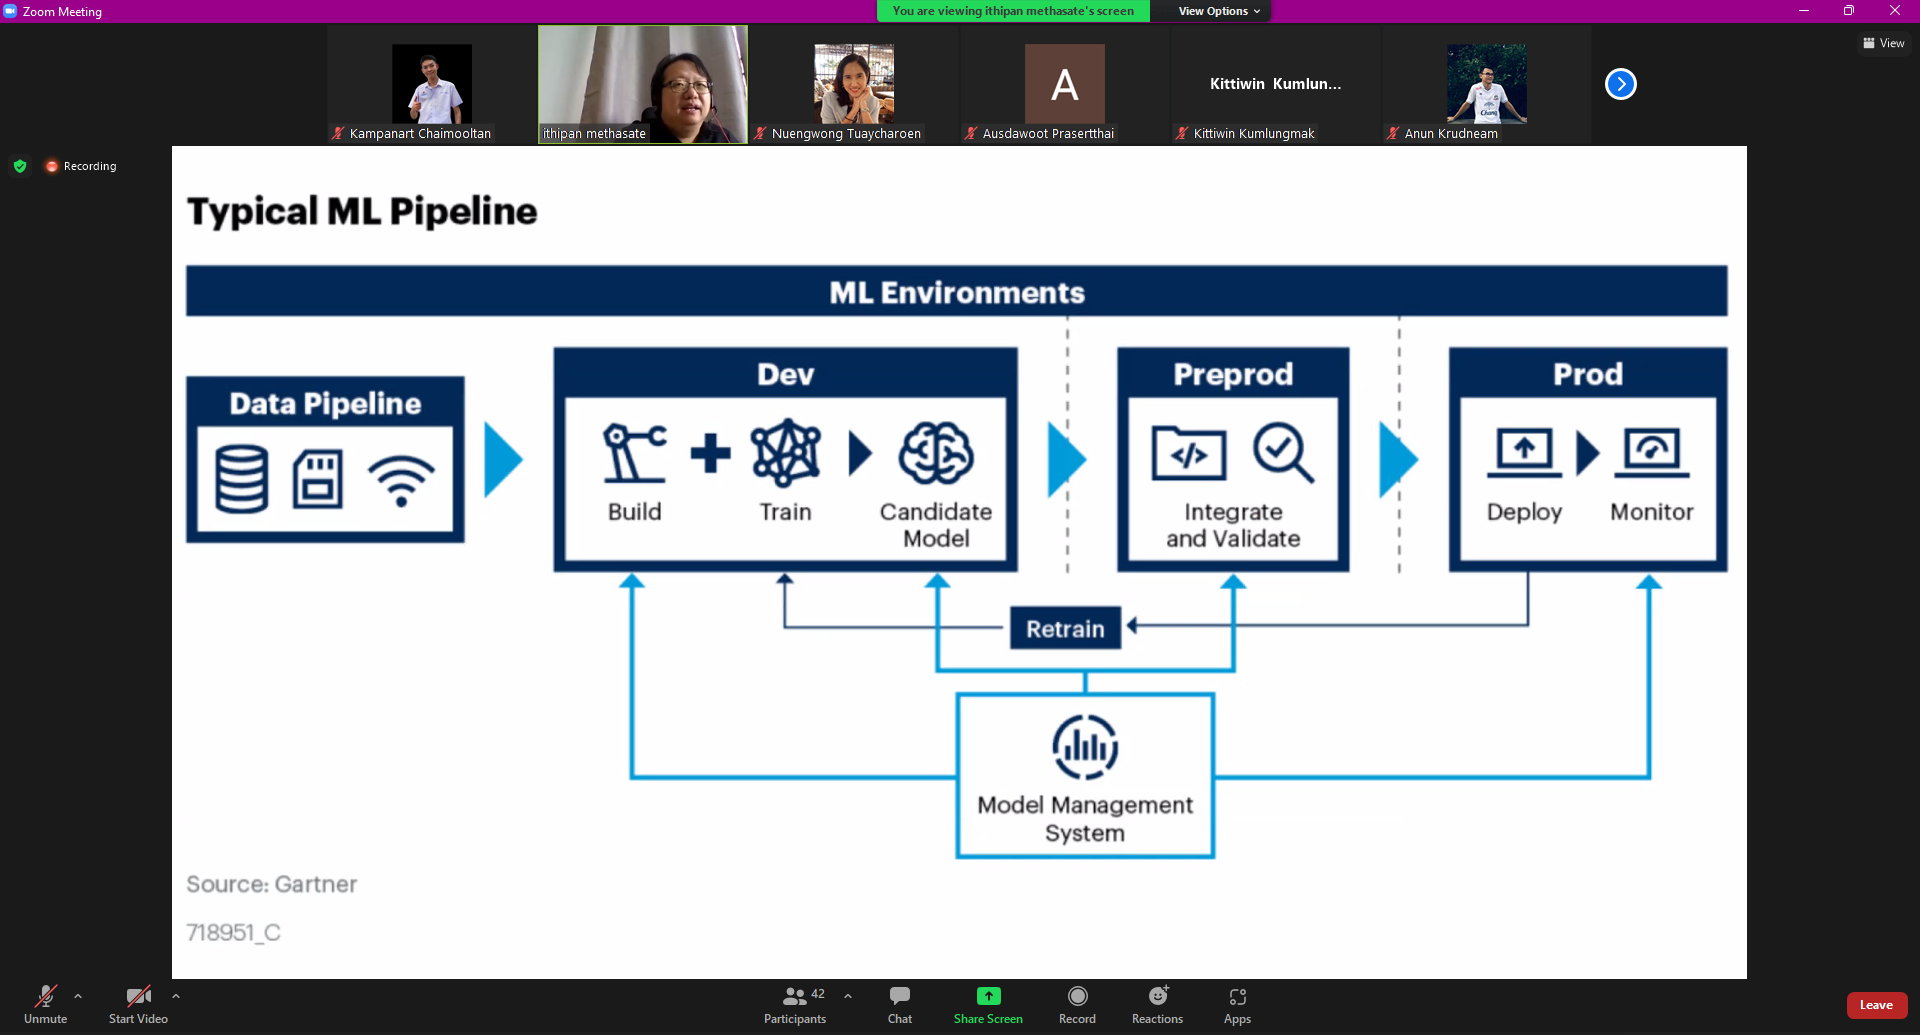 Zoom Meeting
You are viewing ithipan methasate's screen
View Options
View
Kampanart Chaimooltan
ithipan methasate
Nuengwong Tuaycharoen
A
Ausdawoot Prasertthai
Kittiwin Kumlun...
Kittiwin Kumlungmak
Anun Krudneam
Recording
Typical ML Pipeline
ML Environments
Data Pipeline
Dev
Build
Train
Candidate
Model
Preprod
Integrate
and Validate
Prod
Deploy
Monitor
Retrain
Model Management
System
Source: Gartner
718951_C
Unmute
Start Video
42
Participants
Chat
Share Screen
Record
Reactions
Apps
Leave